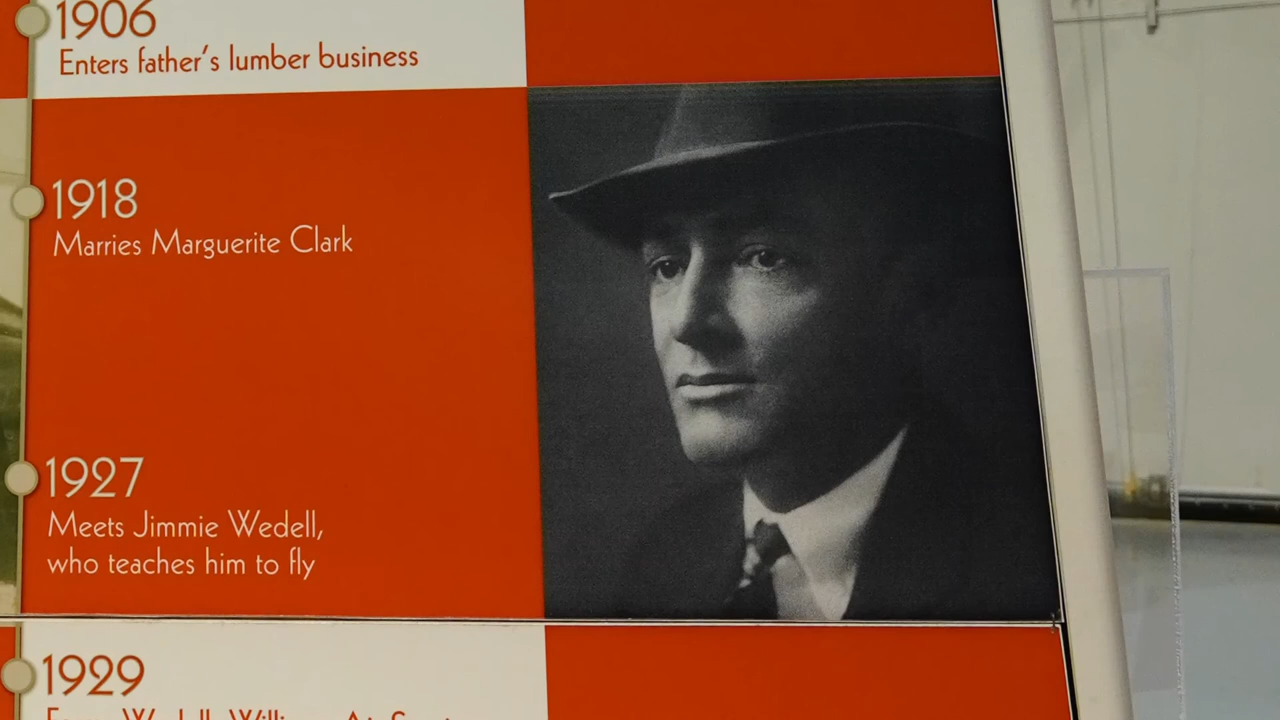 1906
Enters father's lumber business
1918
Marries Marguerite Clark
1927
Meets Jimmie Wedell,
who teaches him to fly
1929